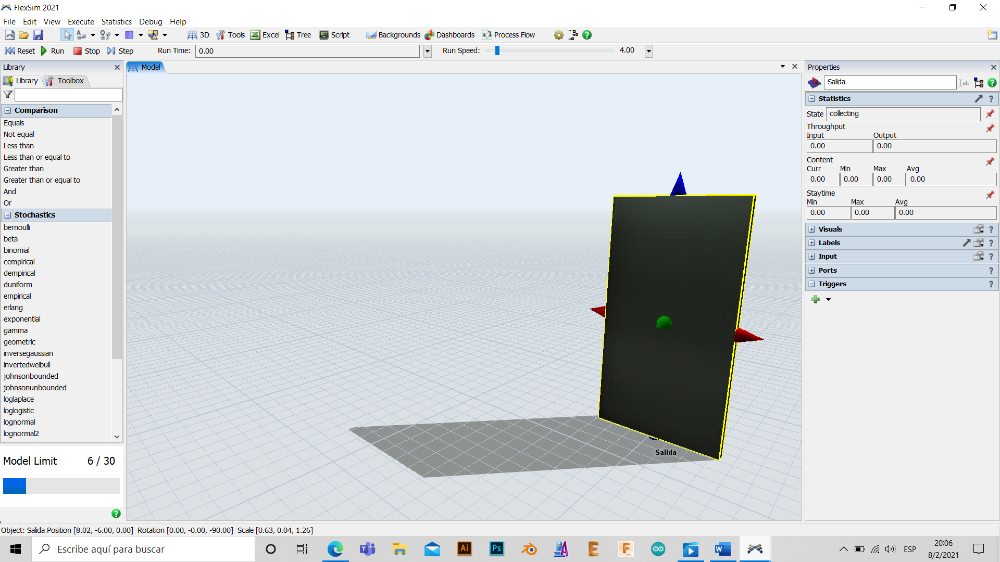 FlexSim 2021
File Edit View Execute Statistics Debug Help
3D Tools Excel Tree Script Backgrounds Dashboards Process Flow
Reset Run Stop Step Run Time: 0.00 Run Speed: 4.00
Library
Library Toolbox
Comparison
Equals
Not equal
Less than
Less than or equal to
Greater than
Greater than or equal to
And
Or
Stochastics
bernoulli
beta
binomial
cempirical
dempirical
duniform
empirical
erlang
exponential
gamma
geometric
inversegaussian
invertedweibull
johnsonbounded
johnsonunbounded
loglaplace
loglogistic
lognormal
lognormal2
Model Limit 6 / 30
Model
Salida
Properties
Salida
Statistics
State collecting
Throughput
Input Output
0.00 0.00
Content
Curr Min Max Avg
0.00 0.00 0.00 0.00
Staytime
Min Max Avg
0.00 0.00 0.00
Visuals
Labels
Input
Ports
Triggers
Object: Salida Position [8.02, -6.00, 0.00] Rotation [0.00, -0.00, -90.00] Scale [0.63, 0.04, 1.26]
Escribe aquí para buscar
Ai
Ps
ESP
20:06
8/2/2021